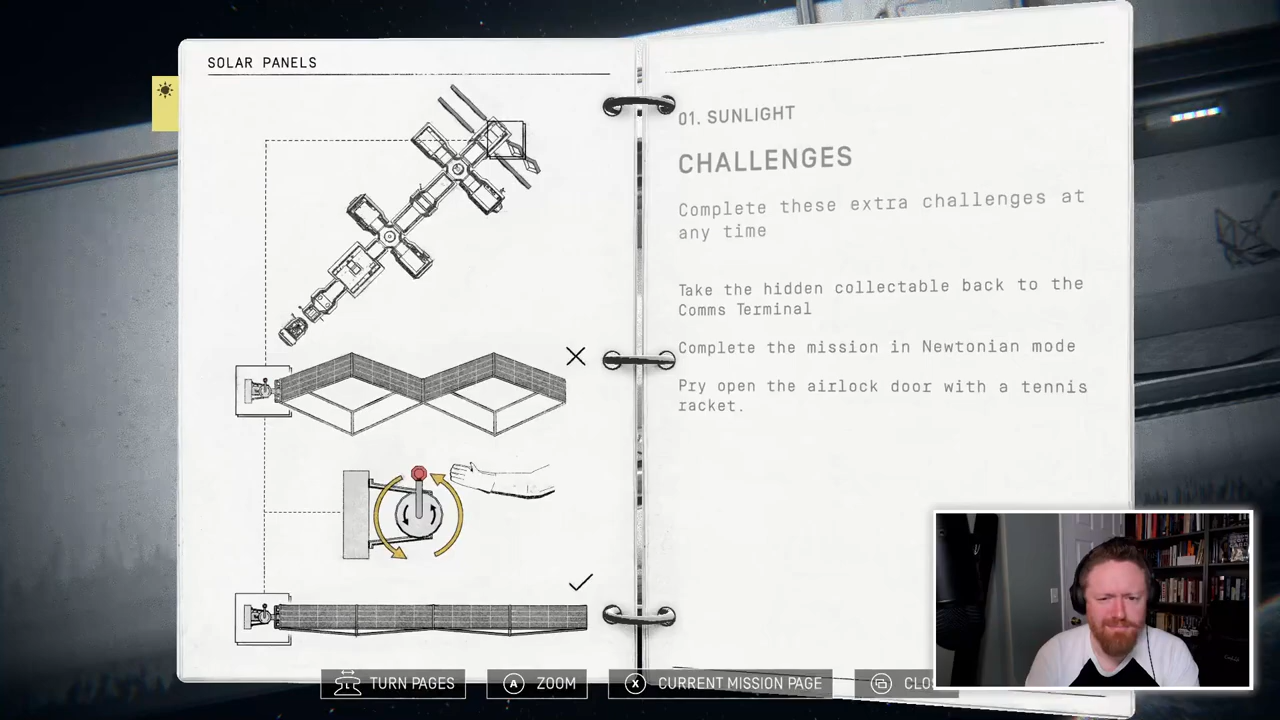 SOLAR PANELS
01. SUNLIGHT
CHALLENGES
Complete these extra challenges at
any time
Take the hidden collectable back to the
Comms Terminal
Complete the mission in Newtonian mode
Pry open the airlock door with a tennis
racket.
L TURN PAGES
A ZOOM
X CURRENT MISSION PAGE
CLO